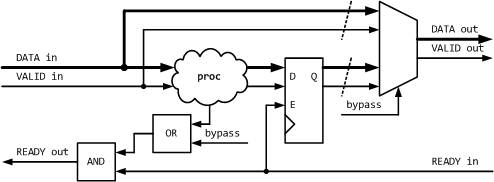 DATA out
VALID out
DATA in
VALID in
proc
D Q
E
bypass
OR
bypass
READY out
AND
READY in